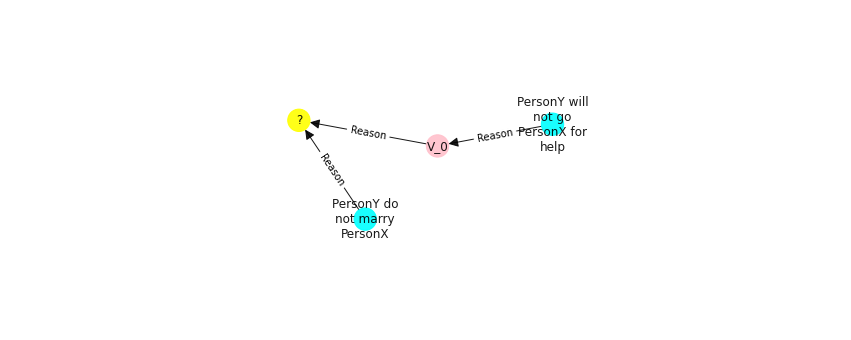 PersonY will
not go
PersonX for
help
?
Reason
V_0
Reason
Reason
PersonY do
not marry
PersonX